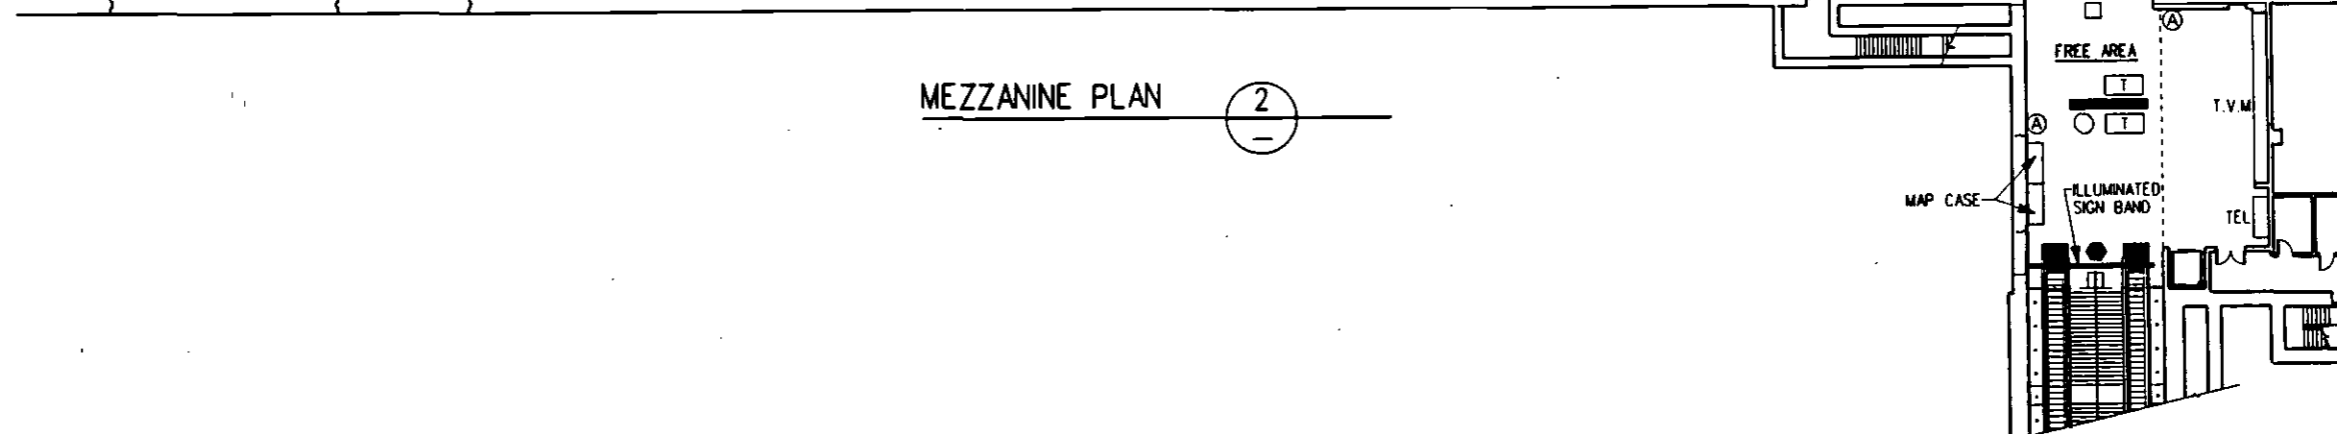 A
FREE AREA
MEZZANINE PLAN
2
–
T
T.V.M
A
T
MAP CASE
ILLUMINATED
SIGN BAND
TEL